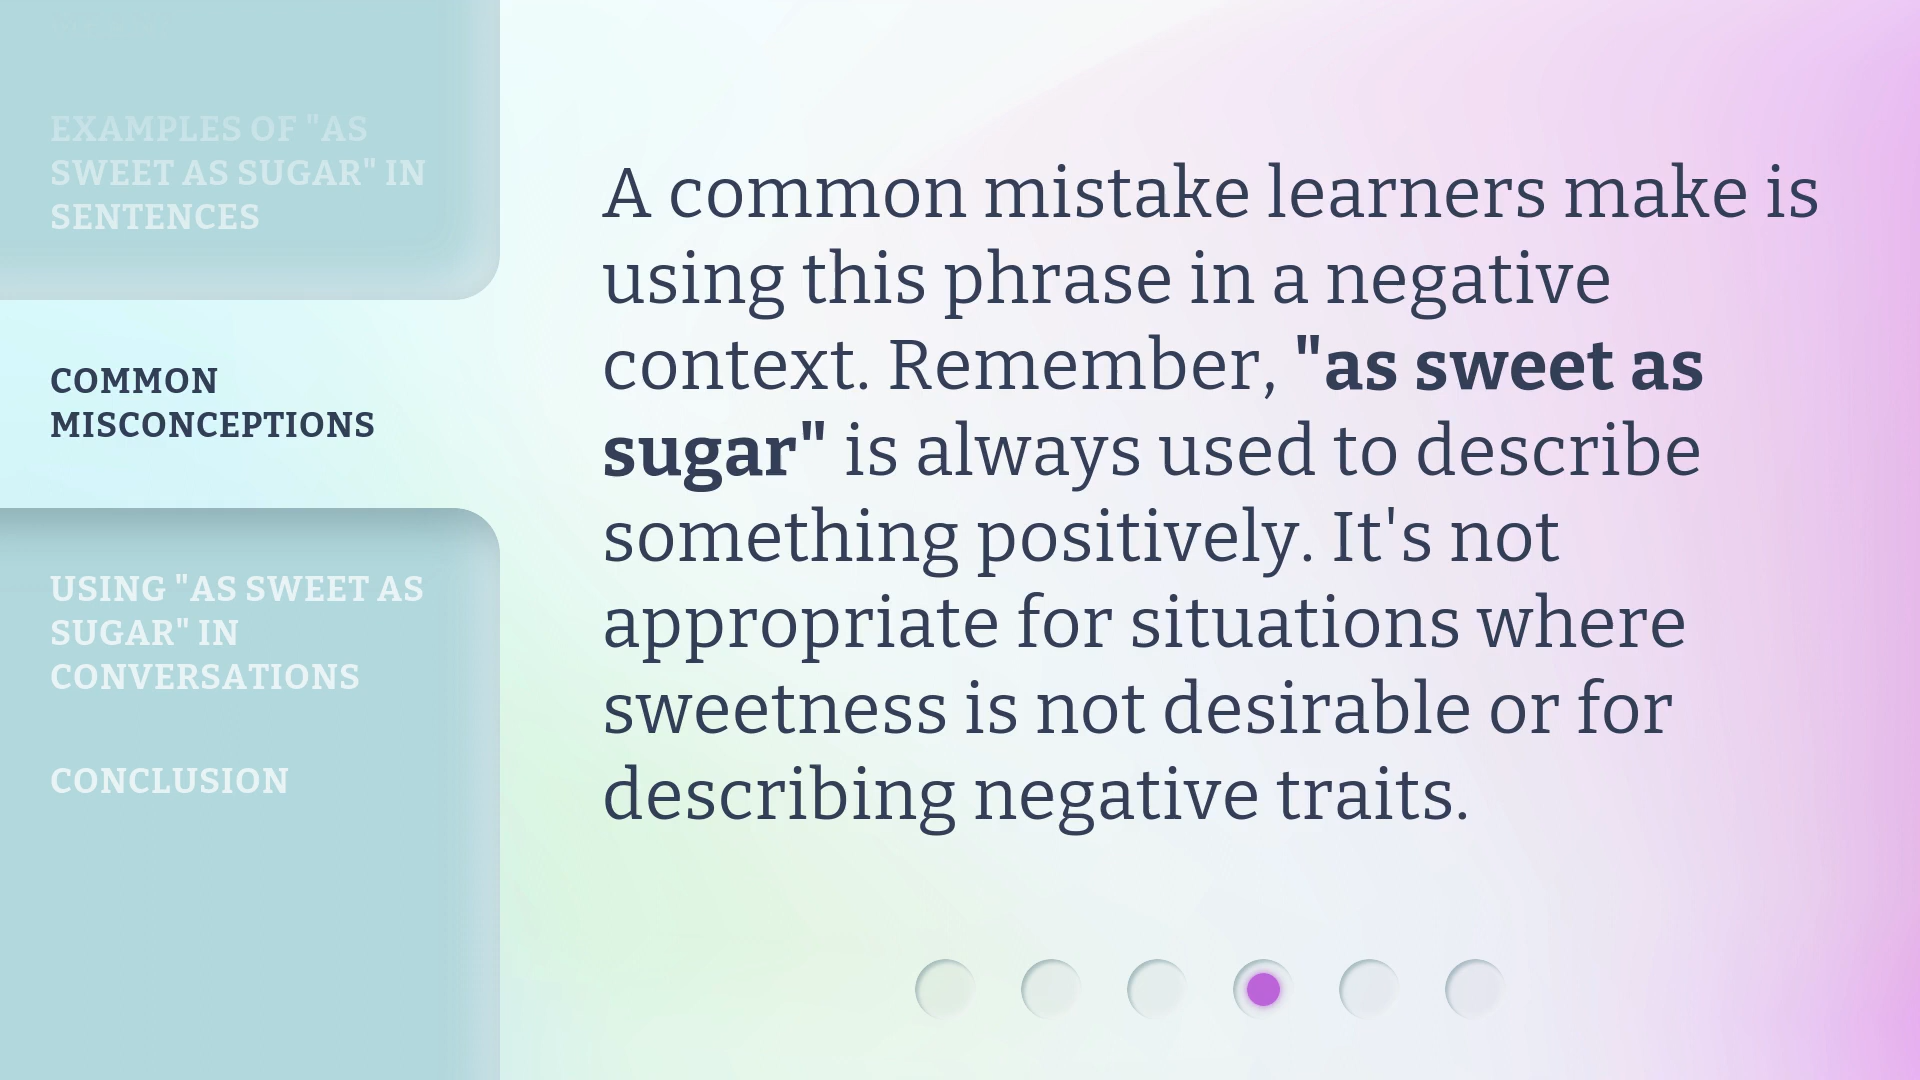 EXAMPLES OF "AS
SWEET AS SUGAR" IN
SENTENCES
COMMON
MISCONCEPTIONS
USING "AS SWEET AS
SUGAR" IN
CONVERSATIONS
CONCLUSION
A common mistake learners make is
using this phrase in a negative
context. Remember, "as sweet as
sugar" is always used to describe
something positively. It's not
appropriate for situations where
sweetness is not desirable or for
describing negative traits.